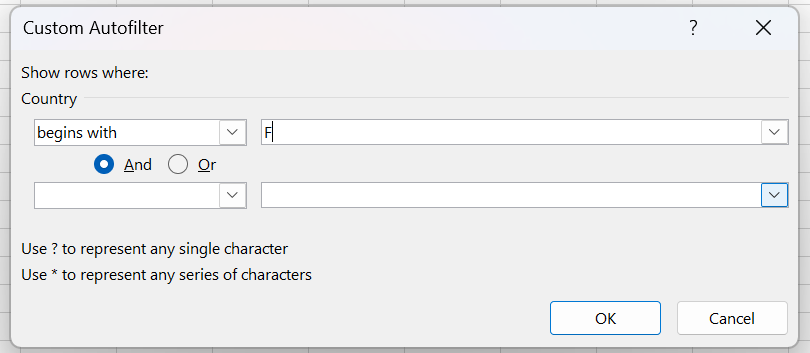 Custom Autofilter ?
Show rows where:
Country
begins with F
And Or
Use ? to represent any single character
Use * to represent any series of characters
OK Cancel